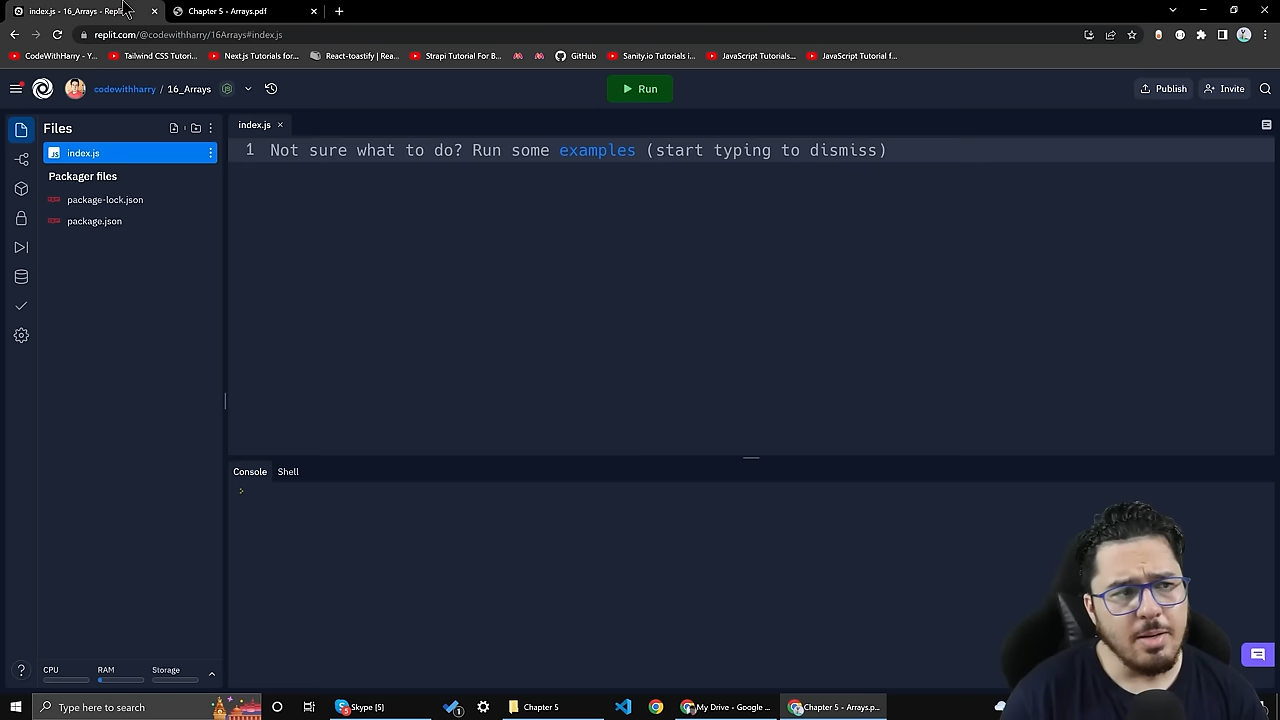 index.js - 16_Arrays - Repli
Chapter 5 - Arrays.pdf
replit.com/@codewithharry/16Arrays#index.js
CodeWithHarry - Y...
Tailwind CSS Tutori...
Next.js Tutorials for...
React-toastify | Rea...
Strapi Tutorial For B...
GitHub
Sanity.io Tutorials i...
JavaScript Tutorials...
JavaScript Tutorial f...
codewithharry / 16_Arrays
Run
Publish
Invite
Files
index.js
Packager files
package-lock.json
package.json
index.js
1 Not sure what to do? Run some examples (start typing to dismiss)
Console
Shell
>
CPU
RAM
Storage
Type here to search
Skype [5]
Chapter 5
My Drive - Google ...
Chapter 5 - Arrays.p...